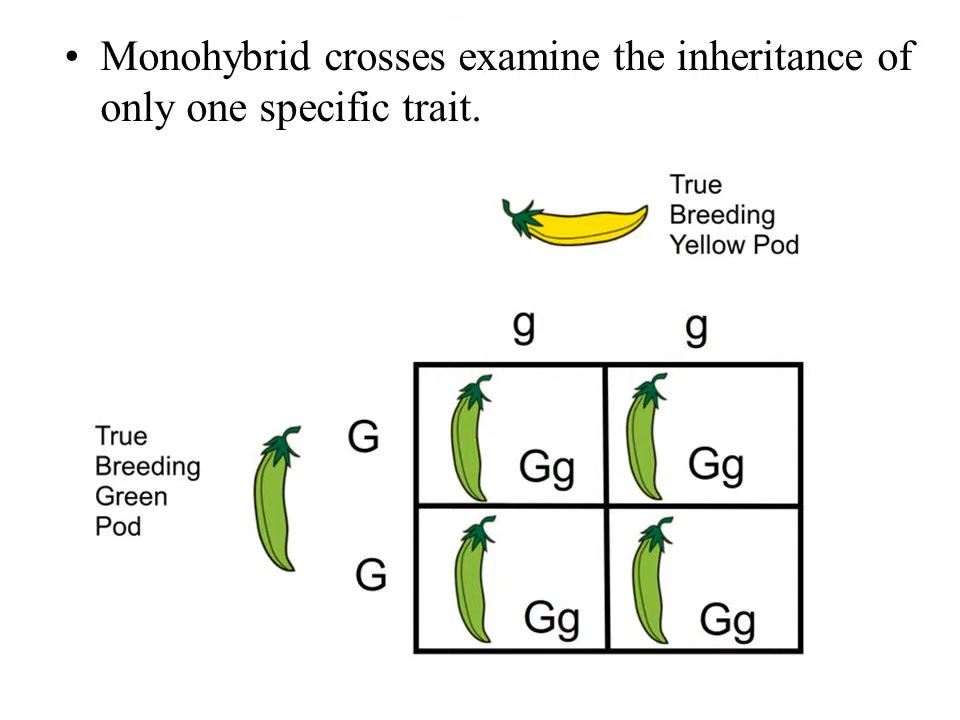 • Monohybrid crosses examine the inheritance of
only one specific trait.
True
Breeding
Yellow Pod
g g
True
Breeding
Green
Pod
G
Gg Gg
G
Gg Gg